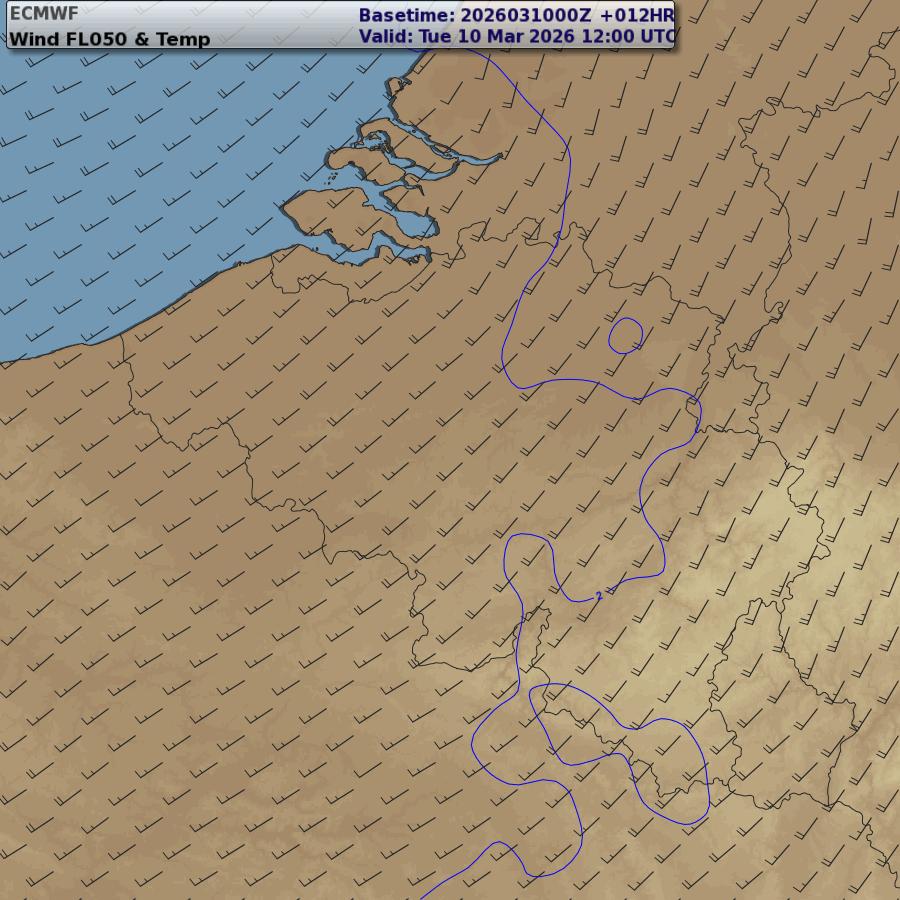 ECMWF
Basetime: 2026031000Z +012HR
Wind FL050 & Temp
Valid: Tue 10 Mar 2026 12:00 UTC
2